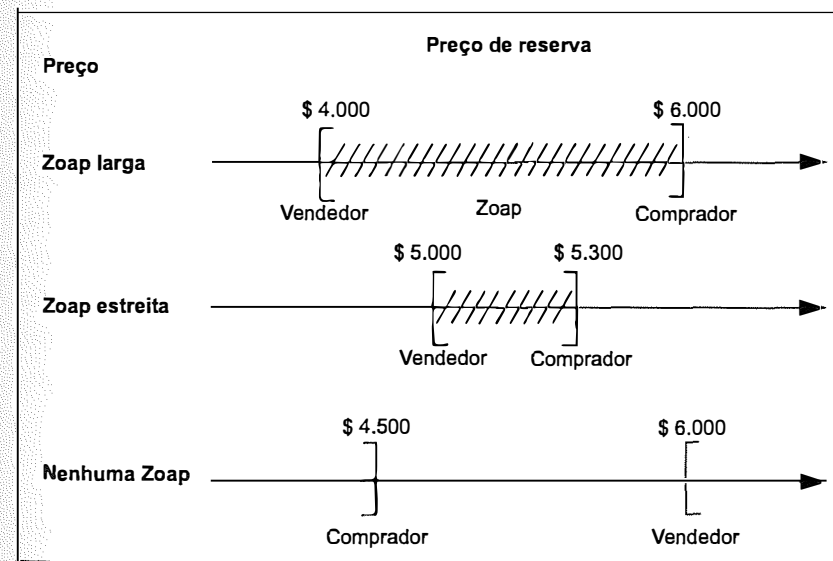 Preço de reserva
Preço
$ 4.000 $ 6.000
Zoap larga
Vendedor Zoap Comprador
$ 5.000 $ 5.300
Zoap estreita
Vendedor Comprador
$ 4.500 $ 6.000
Nenhuma Zoap
Comprador Vendedor